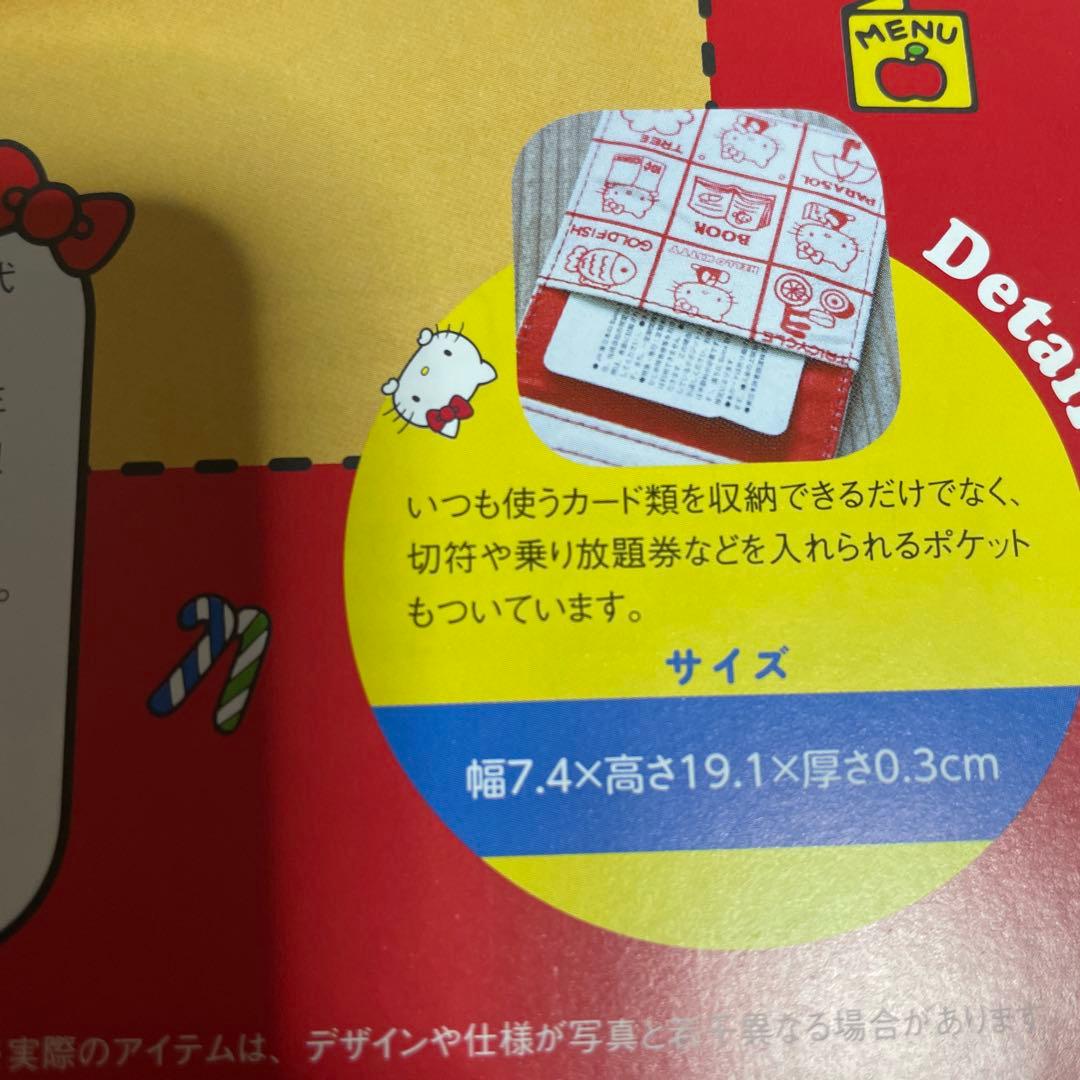 MENU
TREE
PARASOL
BOOK
GOLDFISH
HELLO KITTY
TRICYCLE
Detail
代
。
いつも使うカード類を収納できるだけでなく、
切符や乗り放題券などを入れられるポケット
もついています。
サイズ
幅7.4×高さ19.1×厚さ0.3cm
実際のアイテムは、デザインや仕様が写真と若干異なる場合があります